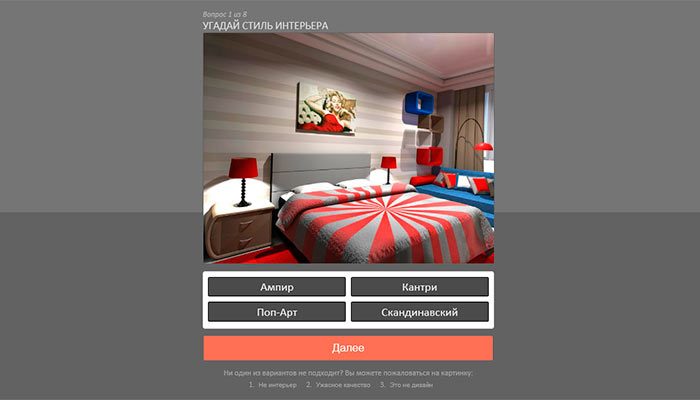 Вопрос 1 из 8
УГАДАЙ СТИЛЬ ИНТЕРЬЕРА
Ампир
Кантри
Поп-Арт
Скандинавский
Далее
Ни один из вариантов не подходит? Вы можете пожаловаться на картинку:
1. Не интерьер 2. Ужасное качество 3. Это не дизайн